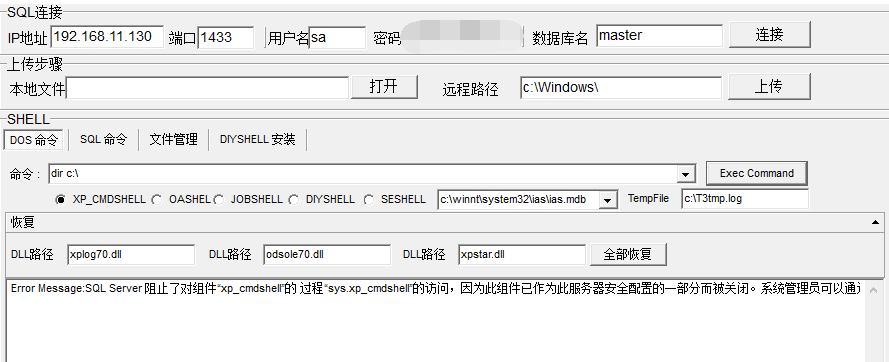 SQL连接
IP地址 192.168.11.130 端口 1433 用户名 sa 密码 数据库名 master 连接
上传步骤
本地文件 打开 远程路径 c:\Windows\ 上传
SHELL
DOS 命令 SQL 命令 文件管理 DIYSHELL 安装
命令： dir c:\ Exec Command
XP_CMDSHELL OASHEL JOBSHELL DIYSHELL SESHELL c:\winnt\system32\ias\ias.mdb TempFile c:\T3tmp.log
恢复
DLL路径 xplog70.dll DLL路径 odsole70.dll DLL路径 xpstar.dll 全部恢复
Error Message:SQL Server 阻止了对组件“xp_cmdshell”的 过程“sys.xp_cmdshell”的访问，因为此组件已作为此服务器安全配置的一部分而被关闭。系统管理员可以通